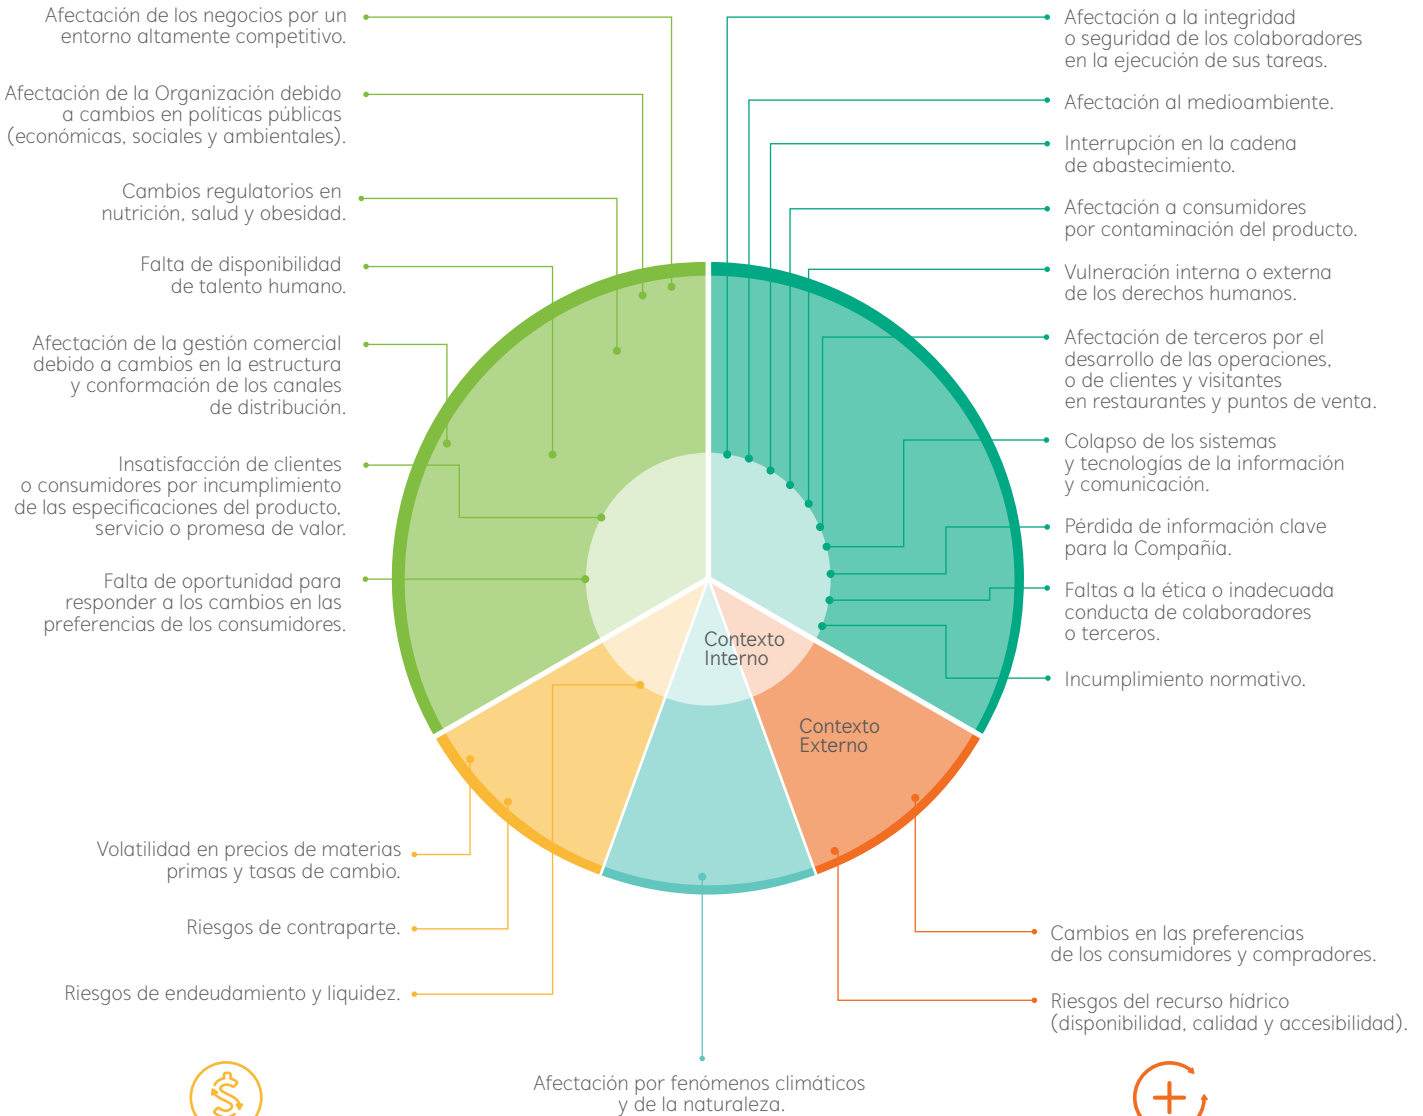 Afectación de los negocios por un
entorno altamente competitivo.
Afectación de la Organización debido
a cambios en políticas públicas
(económicas, sociales y ambientales).
Cambios regulatorios en
nutrición, salud y obesidad.
Falta de disponibilidad
de talento humano.
Afectación de la gestión comercial
debido a cambios en la estructura
y conformación de los canales
de distribución.
Insatisfacción de clientes
o consumidores por incumplimiento
de las especificaciones del producto,
servicio o promesa de valor.
Falta de oportunidad para
responder a los cambios en las
preferencias de los consumidores.
Afectación a la integridad
o seguridad de los colaboradores
en la ejecución de sus tareas.
Afectación al medioambiente.
Interrupción en la cadena
de abastecimiento.
Afectación a consumidores
por contaminación del producto.
Vulneración interna o externa
de los derechos humanos.
Afectación de terceros por el
desarrollo de las operaciones,
o de clientes y visitantes
en restaurantes y puntos de venta.
Colapso de los sistemas
y tecnologías de la información
y comunicación.
Pérdida de información clave
para la Compañía.
Faltas a la ética o inadecuada
conducta de colaboradores
o terceros.
Incumplimiento normativo.
Contexto
Interno
Contexto
Externo
Volatilidad en precios de materias
primas y tasas de cambio.
Riesgos de contraparte.
Riesgos de endeudamiento y liquidez.
Cambios en las preferencias
de los consumidores y compradores.
Riesgos del recurso hídrico
(disponibilidad, calidad y accesibilidad).
Afectación por fenómenos climáticos
y de la naturaleza.